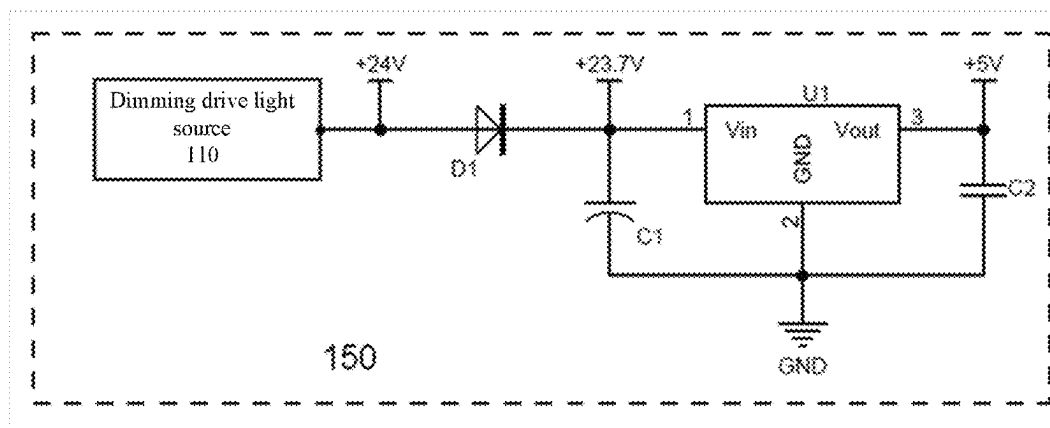 +24V
+23.7V
+5V
Dimming drive light
source
110
U1
1
Vin
GND
Vout
3
D1
2
C1
C2
150
GND